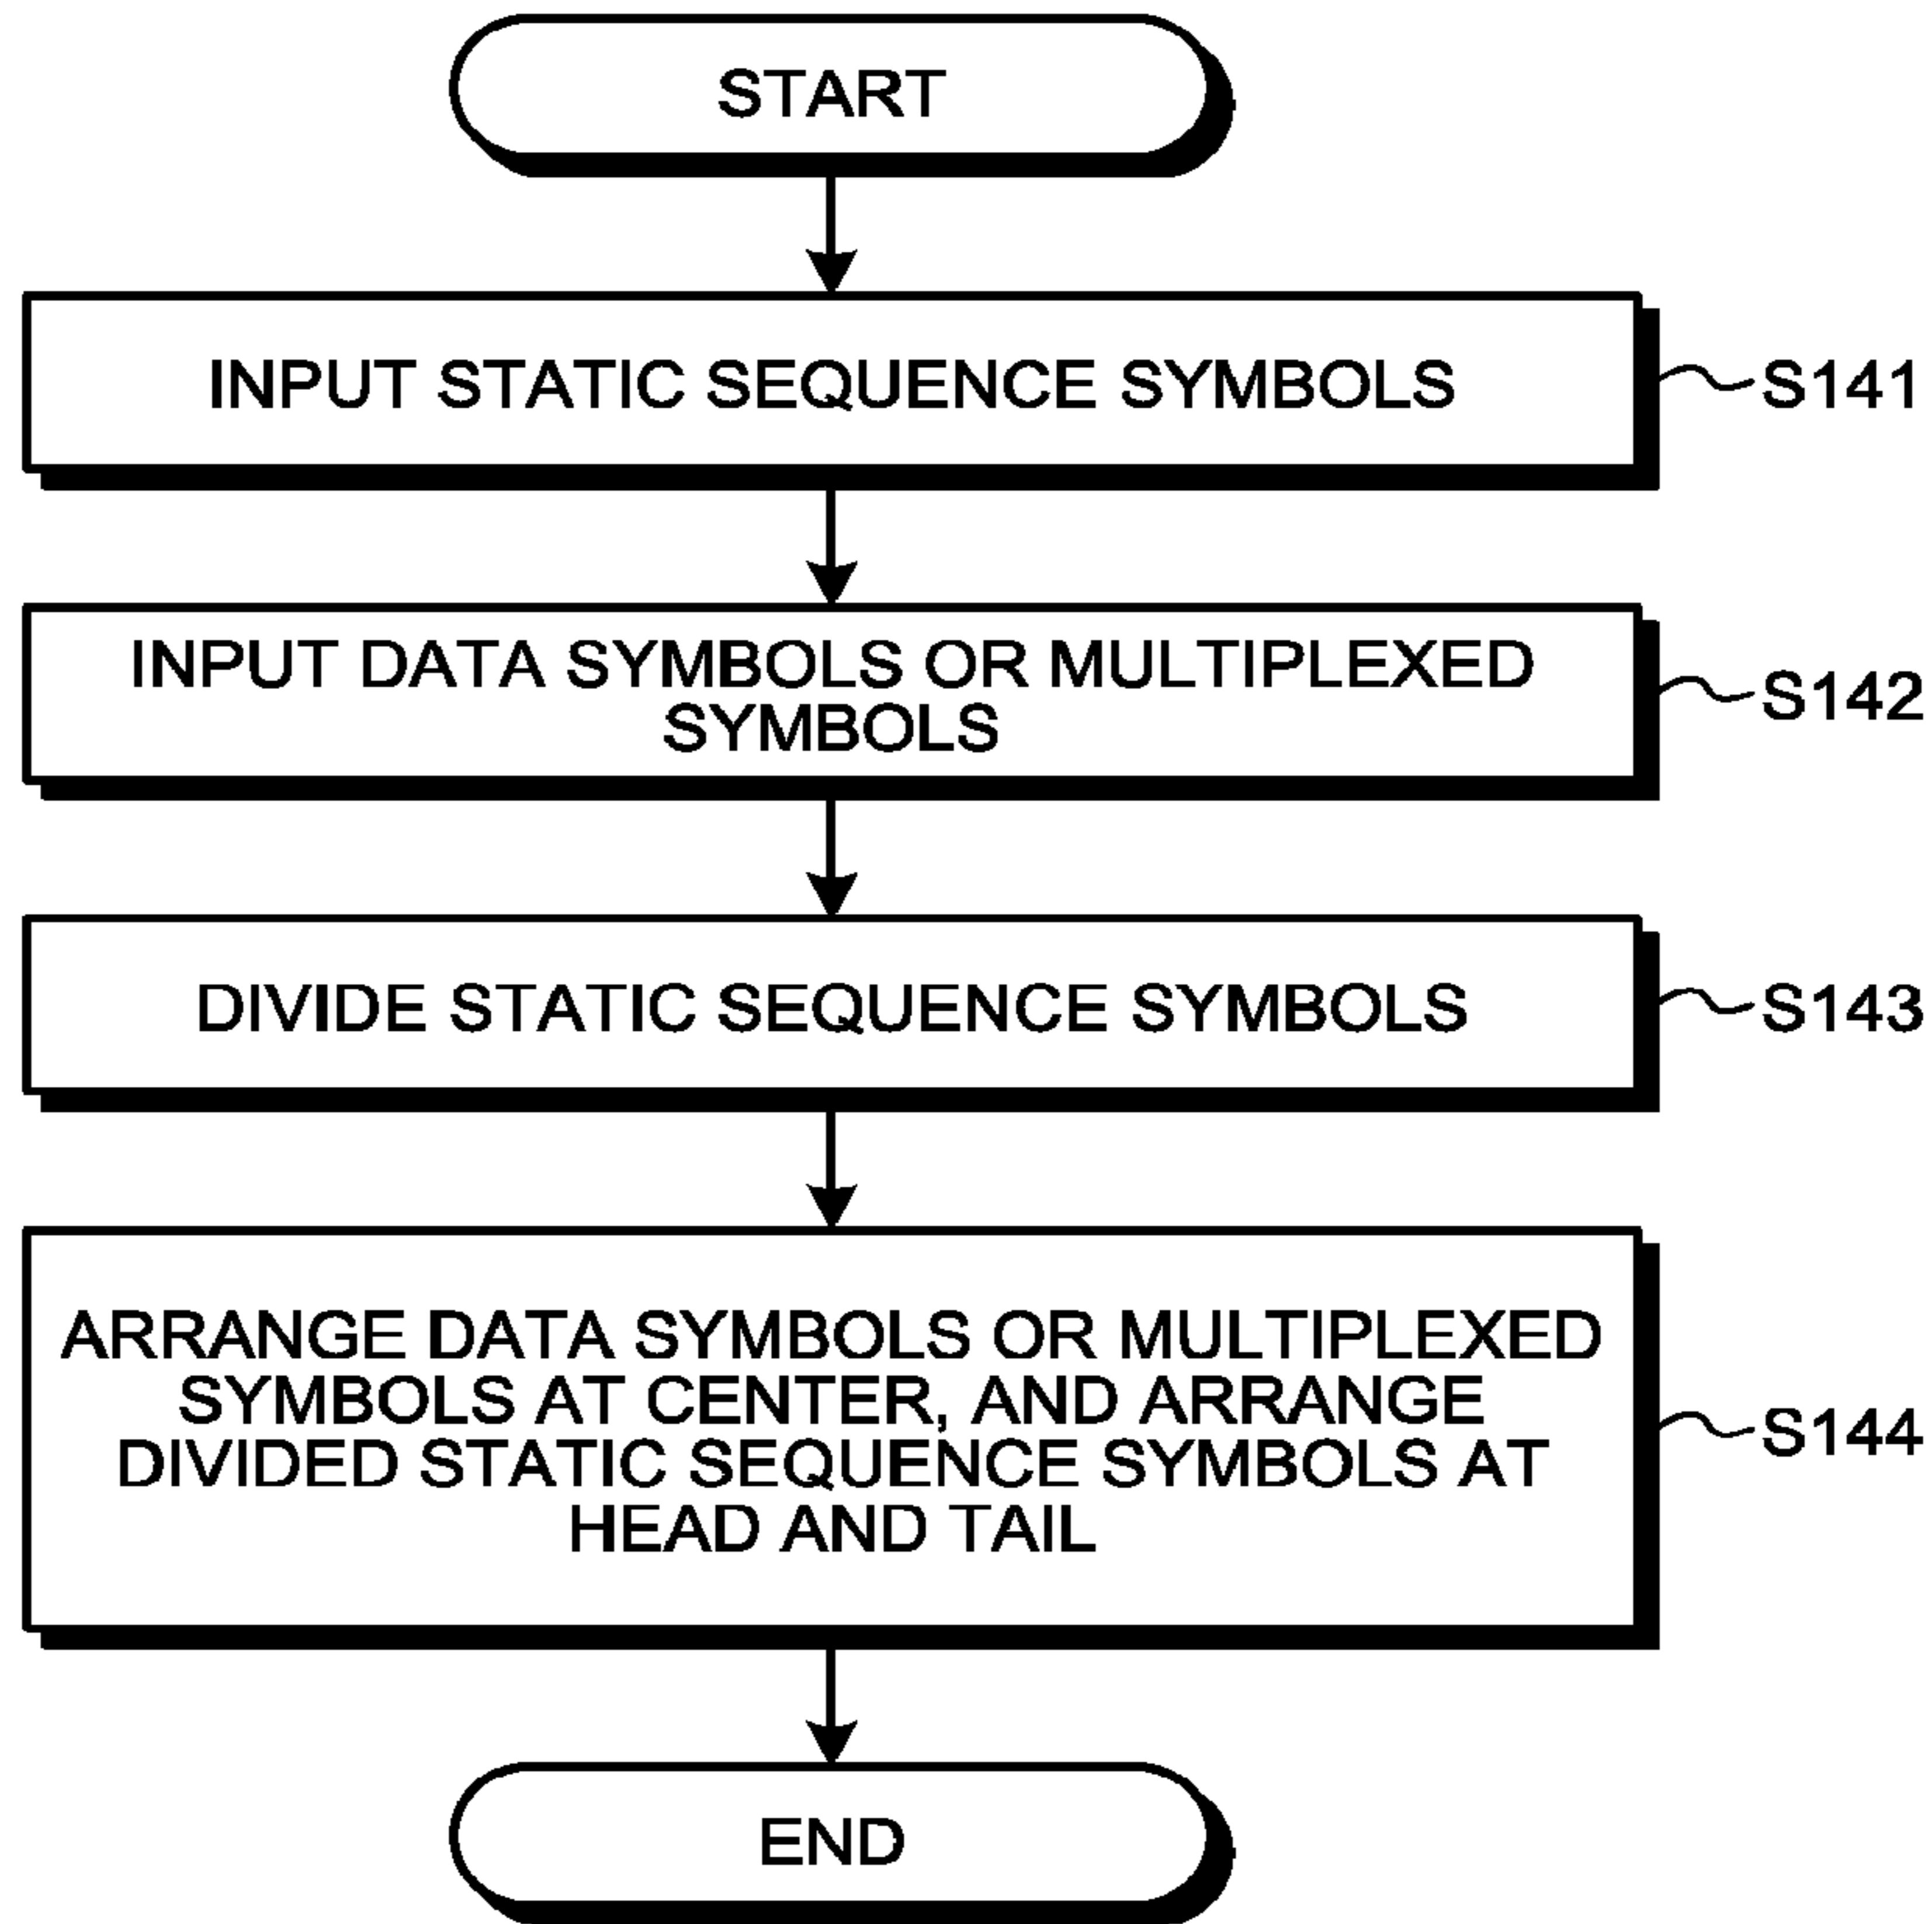 START
INPUT STATIC SEQUENCE SYMBOLS
S141
INPUT DATA SYMBOLS OR MULTIPLEXED
SYMBOLS
S142
DIVIDE STATIC SEQUENCE SYMBOLS
S143
ARRANGE DATA SYMBOLS OR MULTIPLEXED
SYMBOLS AT CENTER, AND ARRANGE
DIVIDED STATIC SEQUENCE SYMBOLS AT
HEAD AND TAIL
S144
END